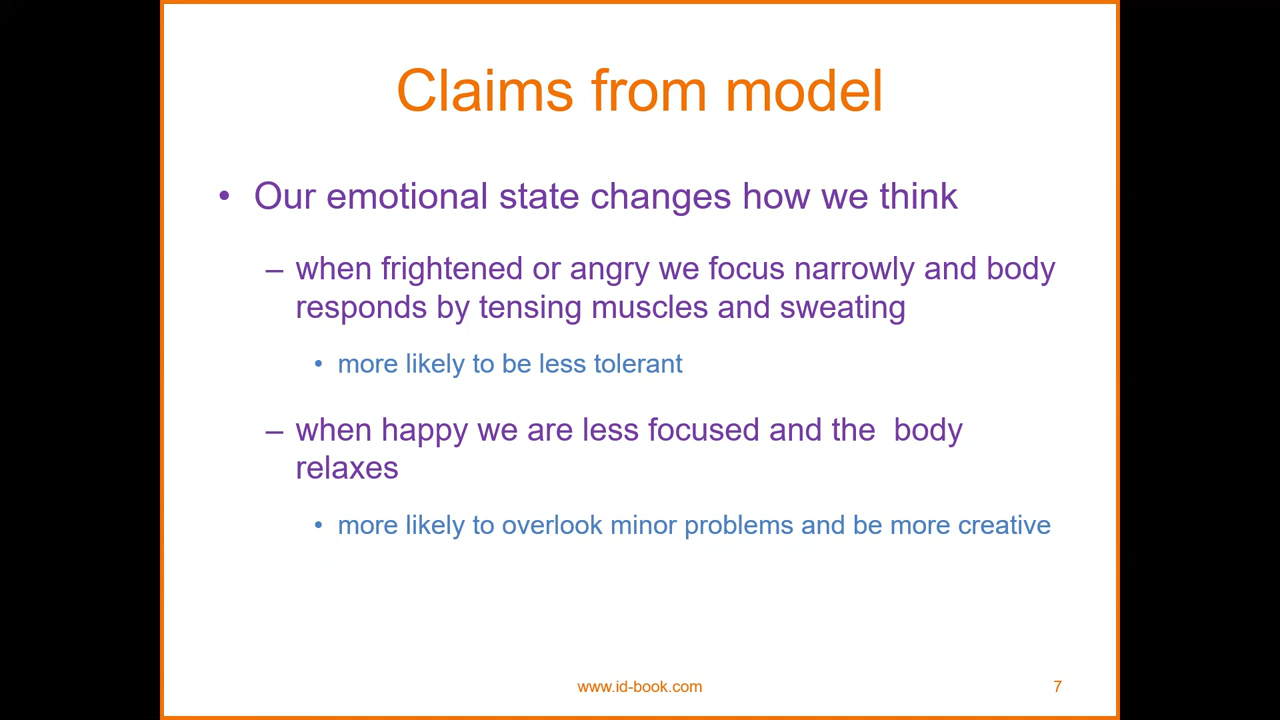 Claims from model
• Our emotional state changes how we think
– when frightened or angry we focus narrowly and body
responds by tensing muscles and sweating
• more likely to be less tolerant
– when happy we are less focused and the  body
relaxes
• more likely to overlook minor problems and be more creative
www.id-book.com
7